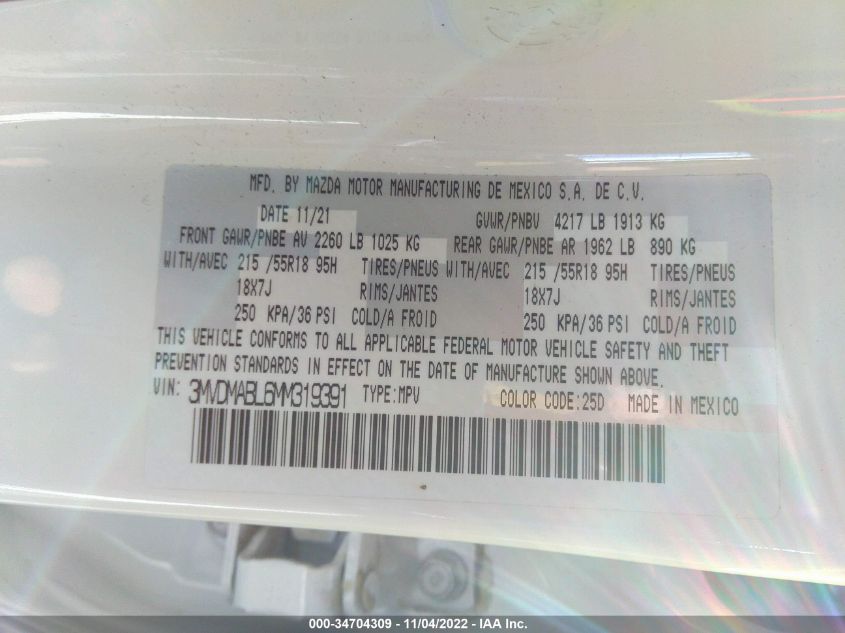 MFD. BY MAZDA MOTOR MANUFACTURING DE MEXICO S.A. DE C.V.
DATE 11/21 GVWR/PNBV 4217 LB 1913 KG
FRONT GAWR/PNBE AV 2260 LB 1025 KG REAR GAWR/PNBE AR 1962 LB 890 KG
WITH/AVEC 215 /55R18 95H TIRES/PNEUS WITH/AVEC 215 /55R18 95H TIRES/PNEUS
18X7J RIMS/JANTES 18X7J RIMS/JANTES
250 KPA/36 PSI COLD/A FROID 250 KPA/36 PSI COLD/A FROID
THIS VEHICLE CONFORMS TO ALL APPLICABLE FEDERAL MOTOR VEHICLE SAFETY AND THEFT
PREVENTION STANDARDS IN EFFECT ON THE DATE OF MANUFACTURE SHOWN ABOVE.
VIN: 3MVDMABL6MM319391 TYPE:MPV COLOR CODE:25D MADE IN MEXICO
000-34704309 - 11/04/2022 - IAA Inc.